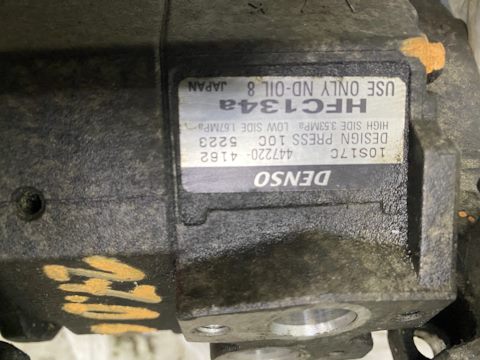 DENSO
10S17C 447220-4162
DESIGN PRESS 10C 5223
HIGH SIDE 3.53MPa LOW SIDE 1.67MPa
HFC134a
USE ONLY ND-OIL 8 JAPAN